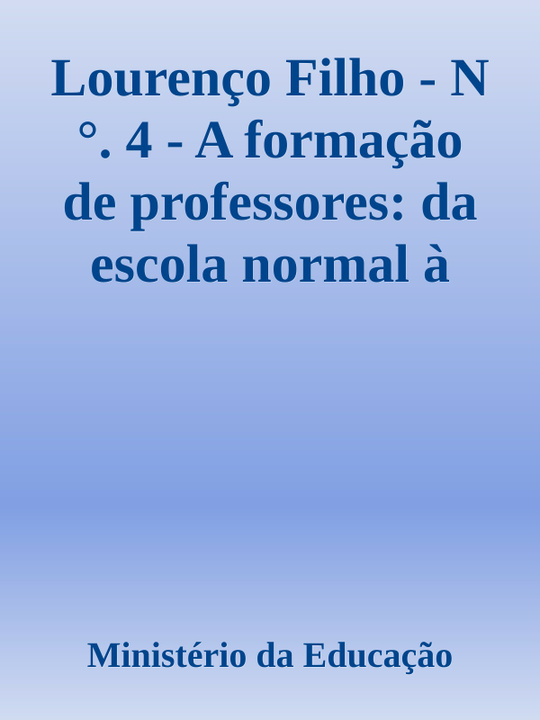 Lourenço Filho - N
°. 4 - A formação
de professores: da
escola normal à
Ministério da Educação